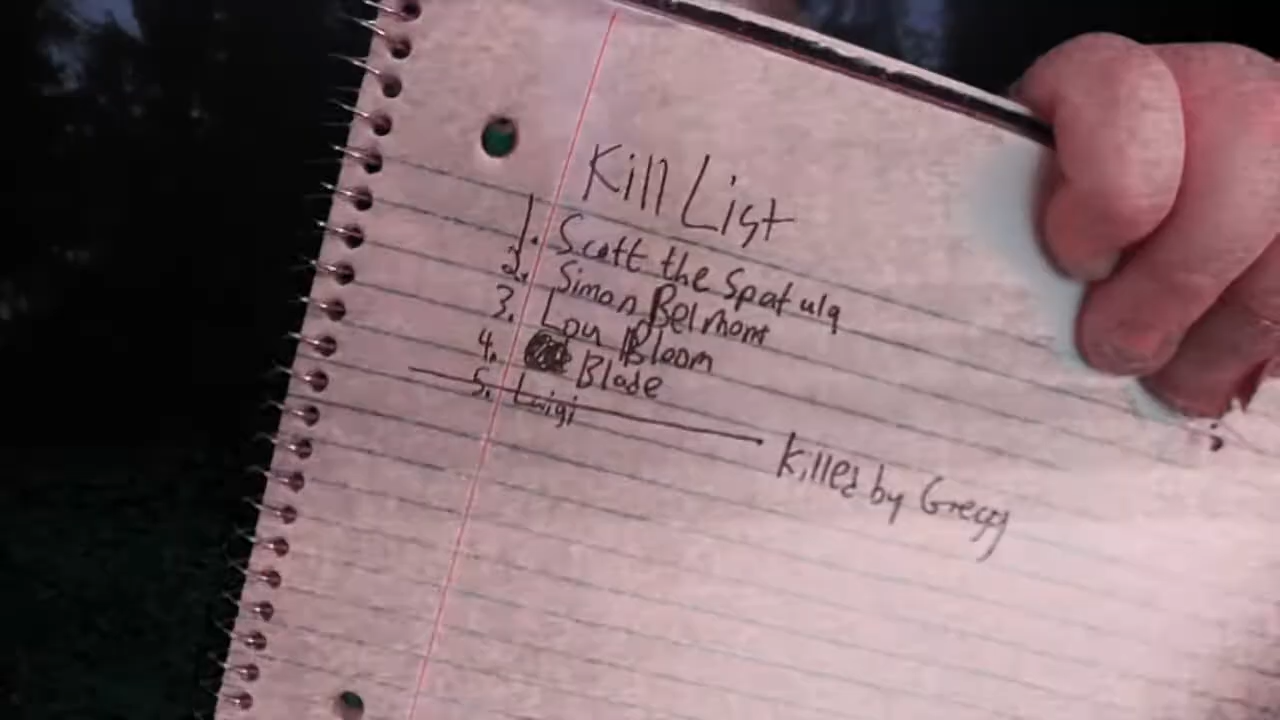 Kill List
1. Scott the Spatula
2. Simon Belmont
3. Lou Bloom
4. Blade
5. Luigi killed by Gregg